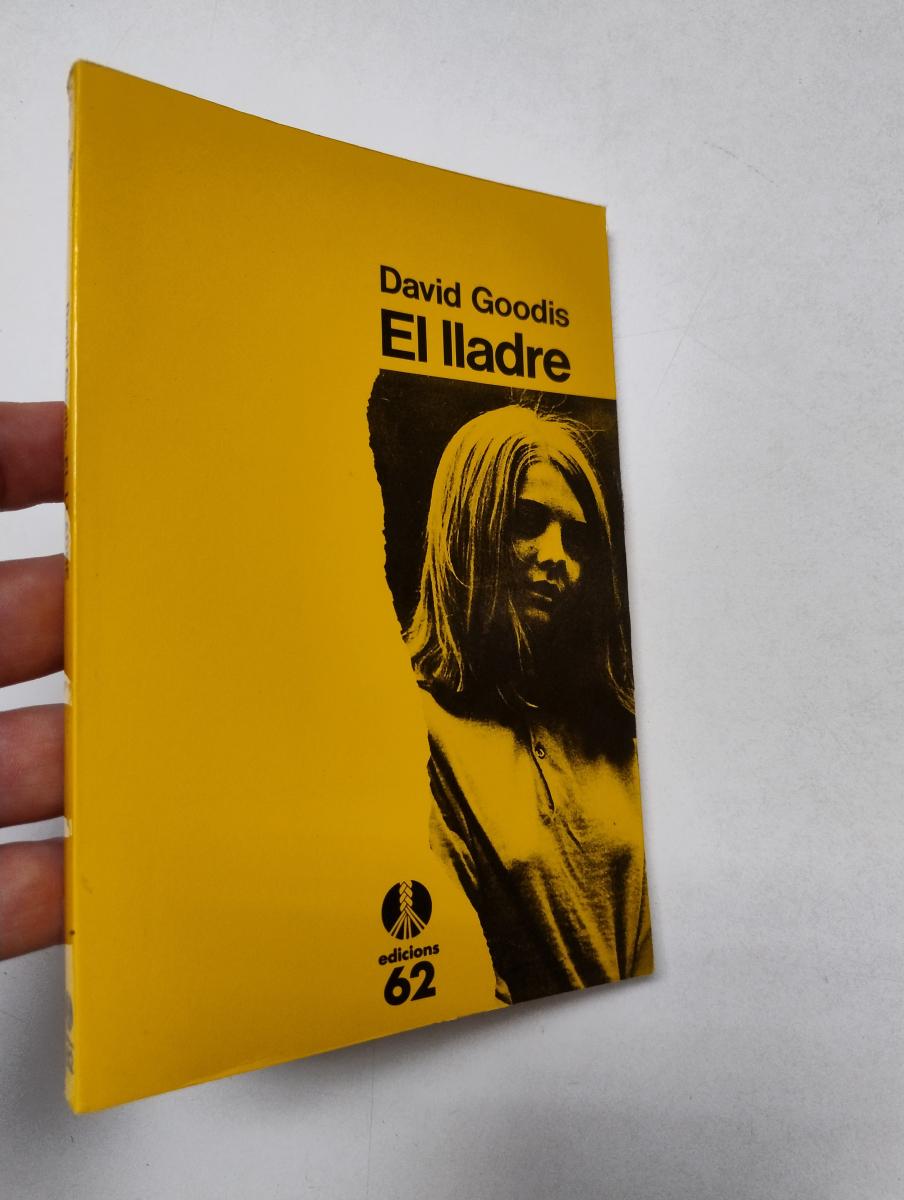 David Goodis
El lladre
edicions
62